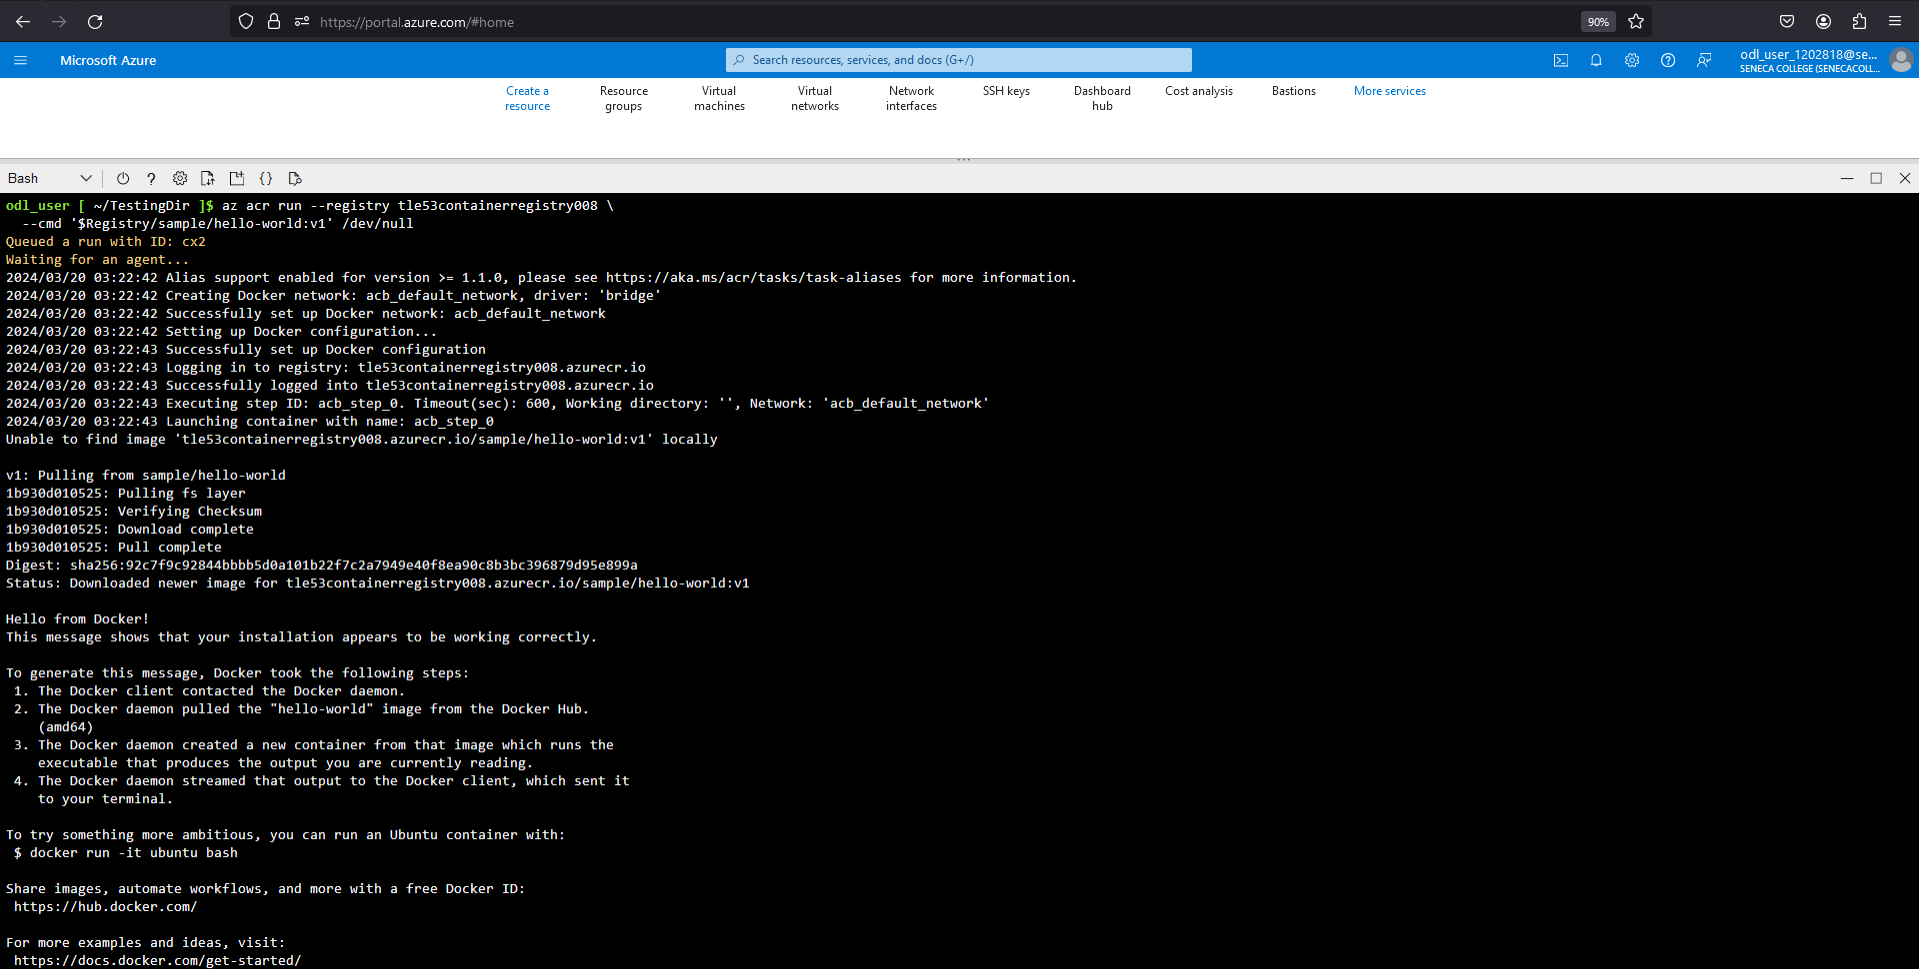 https://portal.azure.com/#home
90%
Microsoft Azure
Search resources, services, and docs (G+/)
odl_user_1202818@se...
SENECA COLLEGE (SENECACOLL...
Create a
resource
Resource
groups
Virtual
machines
Virtual
networks
Network
interfaces
SSH keys
Dashboard
hub
Cost analysis
Bastions
More services
Bash
odl_user [ ~/TestingDir ]$ az acr run --registry tle53containerregistry008 \
--cmd '$Registry/sample/hello-world:v1' /dev/null
Queued a run with ID: cx2
Waiting for an agent...
2024/03/20 03:22:42 Alias support enabled for version >= 1.1.0, please see https://aka.ms/acr/tasks/task-aliases for more information.
2024/03/20 03:22:42 Creating Docker network: acb_default_network, driver: 'bridge'
2024/03/20 03:22:42 Successfully set up Docker network: acb_default_network
2024/03/20 03:22:42 Setting up Docker configuration...
2024/03/20 03:22:43 Successfully set up Docker configuration
2024/03/20 03:22:43 Logging in to registry: tle53containerregistry008.azurecr.io
2024/03/20 03:22:43 Successfully logged into tle53containerregistry008.azurecr.io
2024/03/20 03:22:43 Executing step ID: acb_step_0. Timeout(sec): 600, Working directory: '', Network: 'acb_default_network'
2024/03/20 03:22:43 Launching container with name: acb_step_0
Unable to find image 'tle53containerregistry008.azurecr.io/sample/hello-world:v1' locally
v1: Pulling from sample/hello-world
1b930d010525: Pulling fs layer
1b930d010525: Verifying Checksum
1b930d010525: Download complete
1b930d010525: Pull complete
Digest: sha256:92c7f9c92844bbbb5d0a101b22f7c2a7949e40f8ea90c8b3bc396879d95e899a
Status: Downloaded newer image for tle53containerregistry008.azurecr.io/sample/hello-world:v1
Hello from Docker!
This message shows that your installation appears to be working correctly.
To generate this message, Docker took the following steps:
1. The Docker client contacted the Docker daemon.
2. The Docker daemon pulled the "hello-world" image from the Docker Hub.
(amd64)
3. The Docker daemon created a new container from that image which runs the
executable that produces the output you are currently reading.
4. The Docker daemon streamed that output to the Docker client, which sent it
to your terminal.
To try something more ambitious, you can run an Ubuntu container with:
$ docker run -it ubuntu bash
Share images, automate workflows, and more with a free Docker ID:
https://hub.docker.com/
For more examples and ideas, visit:
https://docs.docker.com/get-started/